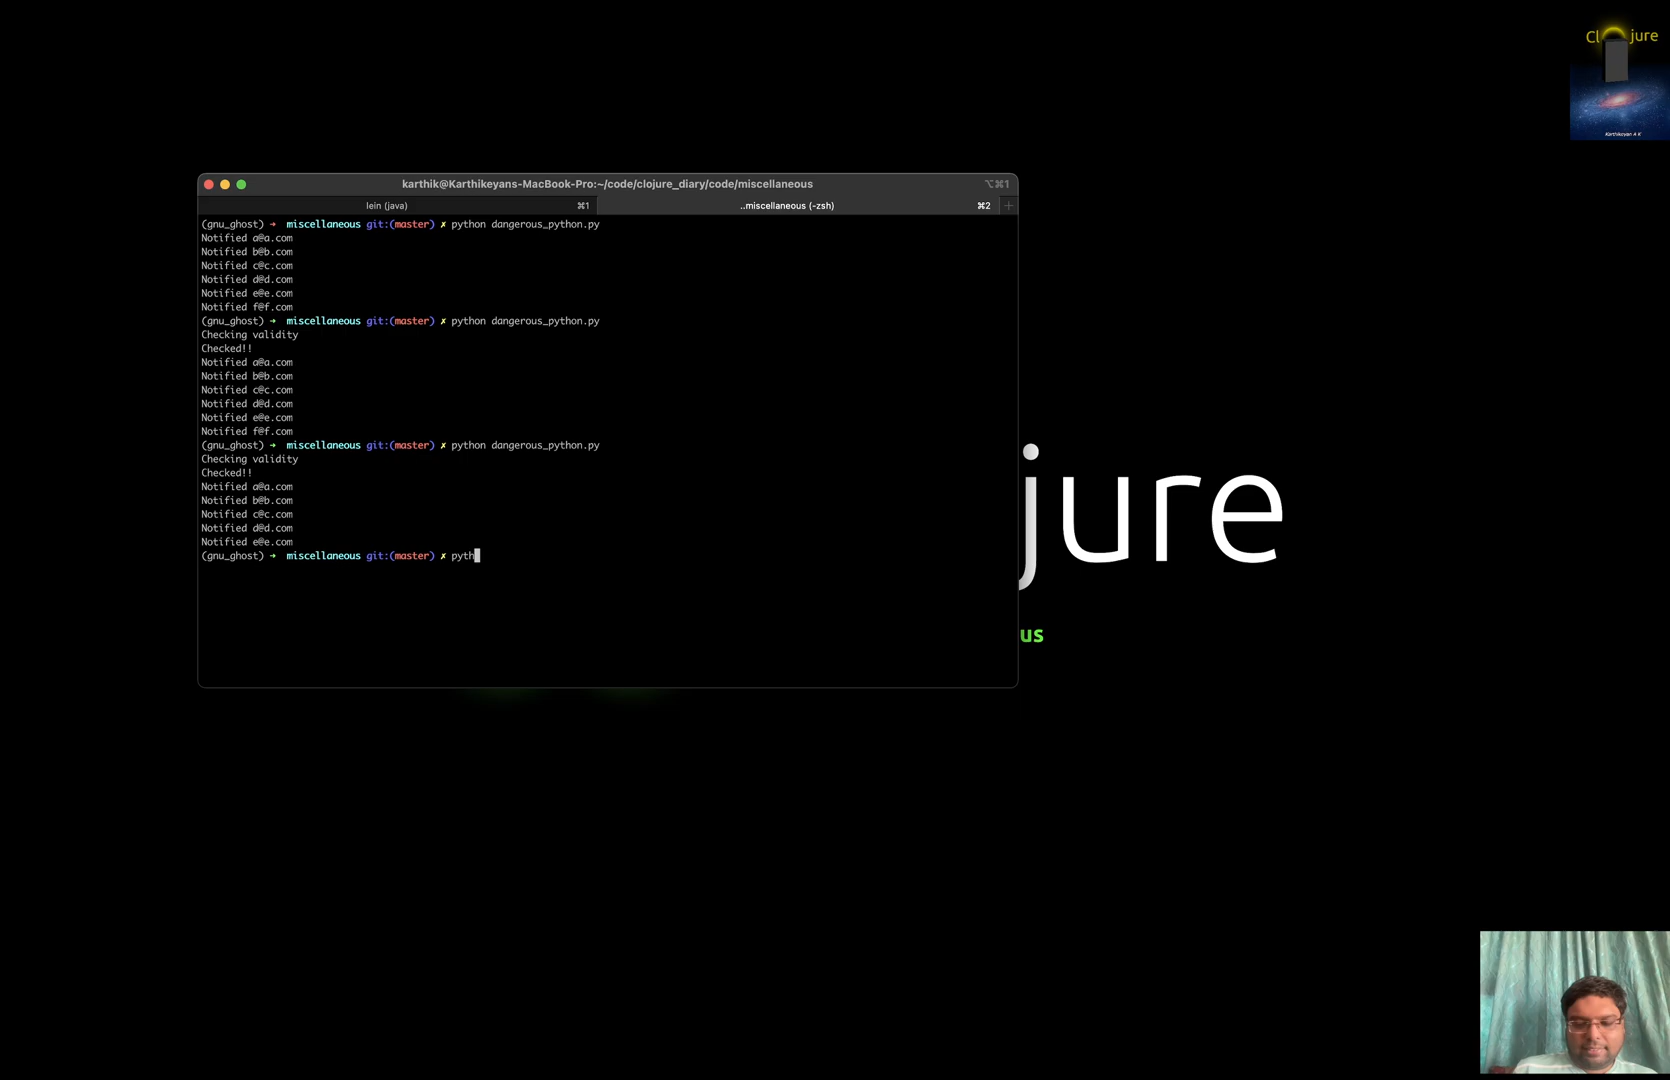 Cl jure
Karthikeyan A K
karthik@Karthikeyans-MacBook-Pro:~/code/clojure_diary/code/miscellaneous ⌥⌘1
lein (java) ⌘1 ..miscellaneous (-zsh) ⌘2 +
(gnu_ghost) ➜ miscellaneous git:(master) ✗ python dangerous_python.py
Notified a@a.com
Notified b@b.com
Notified c@c.com
Notified d@d.com
Notified e@e.com
Notified f@f.com
(gnu_ghost) ➜ miscellaneous git:(master) ✗ python dangerous_python.py
Checking validity
Checked!!
Notified a@a.com
Notified b@b.com
Notified c@c.com
Notified d@d.com
Notified e@e.com
Notified f@f.com
(gnu_ghost) ➜ miscellaneous git:(master) ✗ python dangerous_python.py
Checking validity
Checked!!
Notified a@a.com
Notified b@b.com
Notified c@c.com
Notified d@d.com
Notified e@e.com
(gnu_ghost) ➜ miscellaneous git:(master) ✗ pyth
jure
us